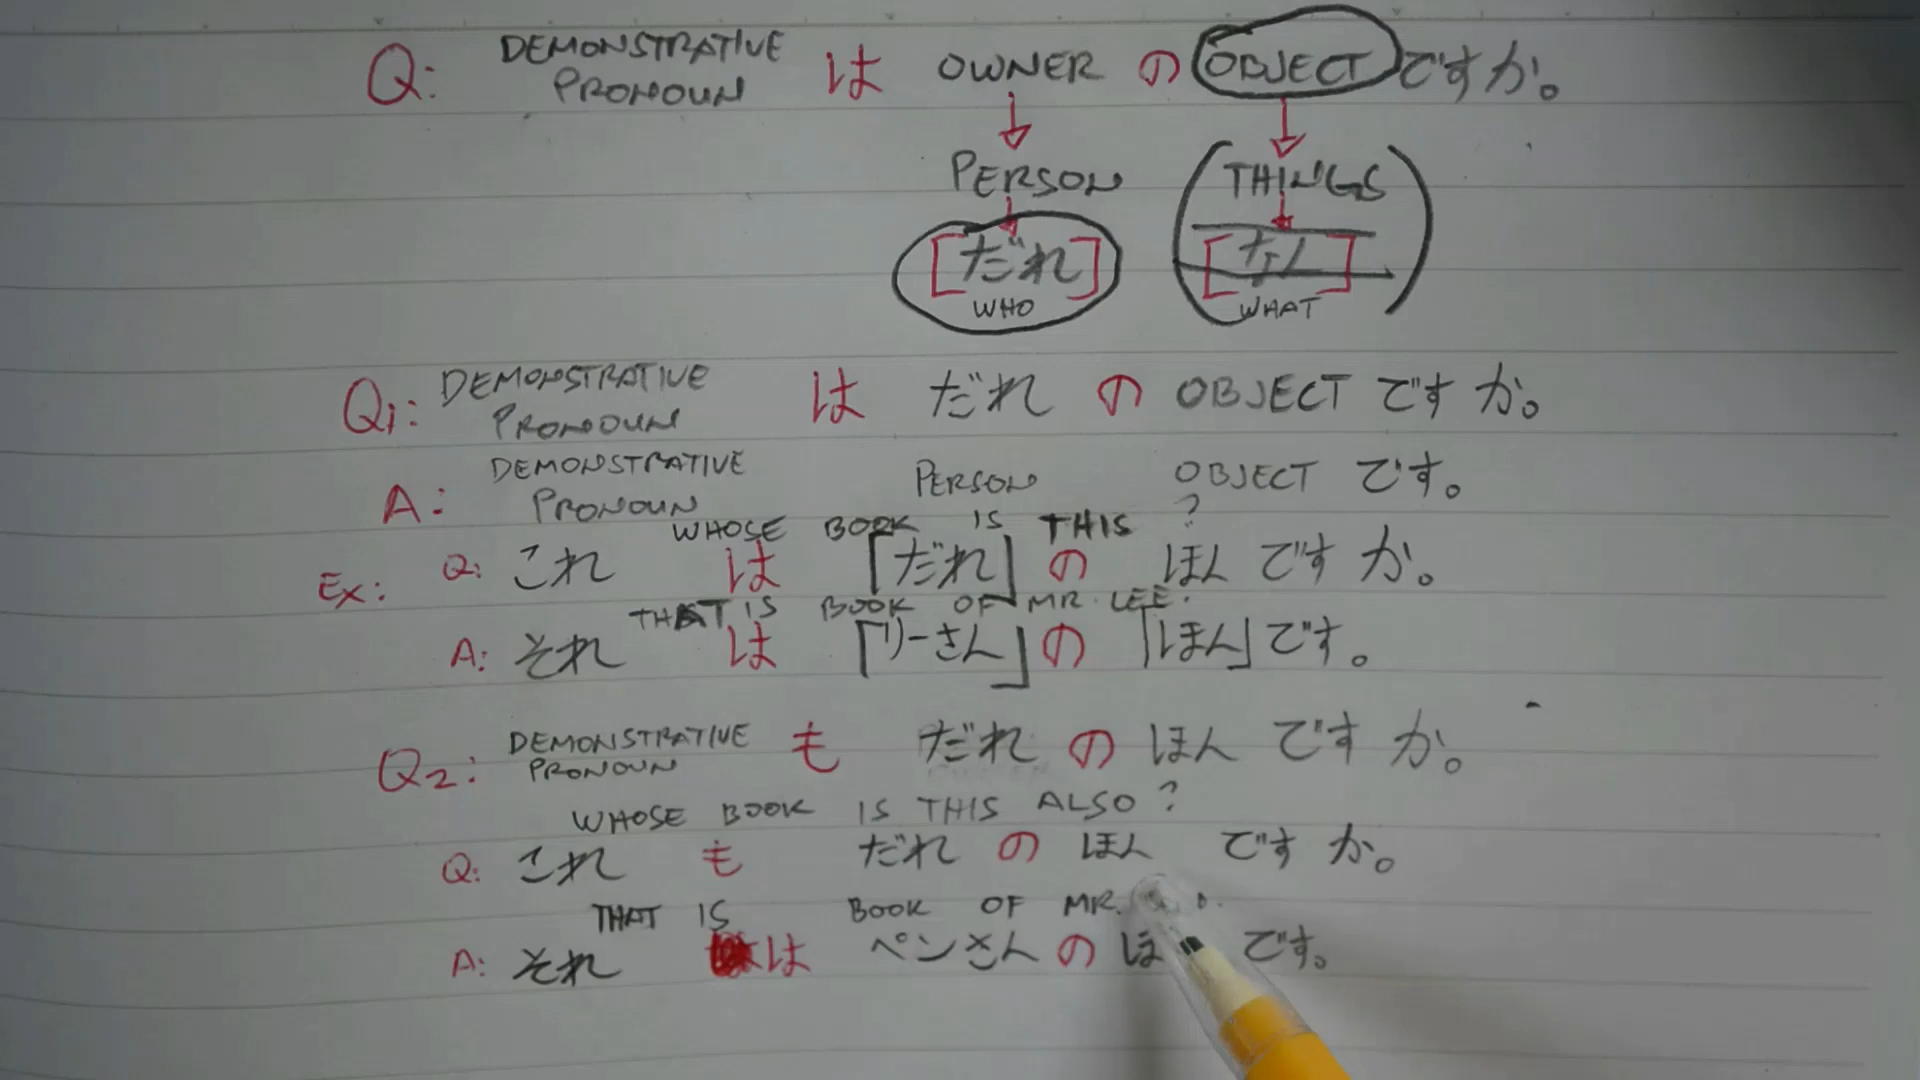 Q: DEMONSTRATIVE PRONOUN は OWNER の OBJECT ですか。
PERSON THINGS
[だれ] [なん]
WHO WHAT
Q1: DEMONSTRATIVE PRONOUN は だれ の OBJECT ですか。
A: DEMONSTRATIVE PRONOUN PERSON OBJECT です。
WHOSE BOOK IS THIS ?
Ex: Q: これ は 「だれ」 の ほん ですか。
THAT IS BOOK OF MR. LEE.
A: それ は 「リーさん」 の 「ほん」 です。
Q2: DEMONSTRATIVE PRONOUN も だれ の ほん ですか。
WHOSE BOOK IS THIS ALSO ?
Q: これ も だれ の ほん ですか。
THAT IS BOOK OF MR.
A: それ は ペンさん の ほ です。